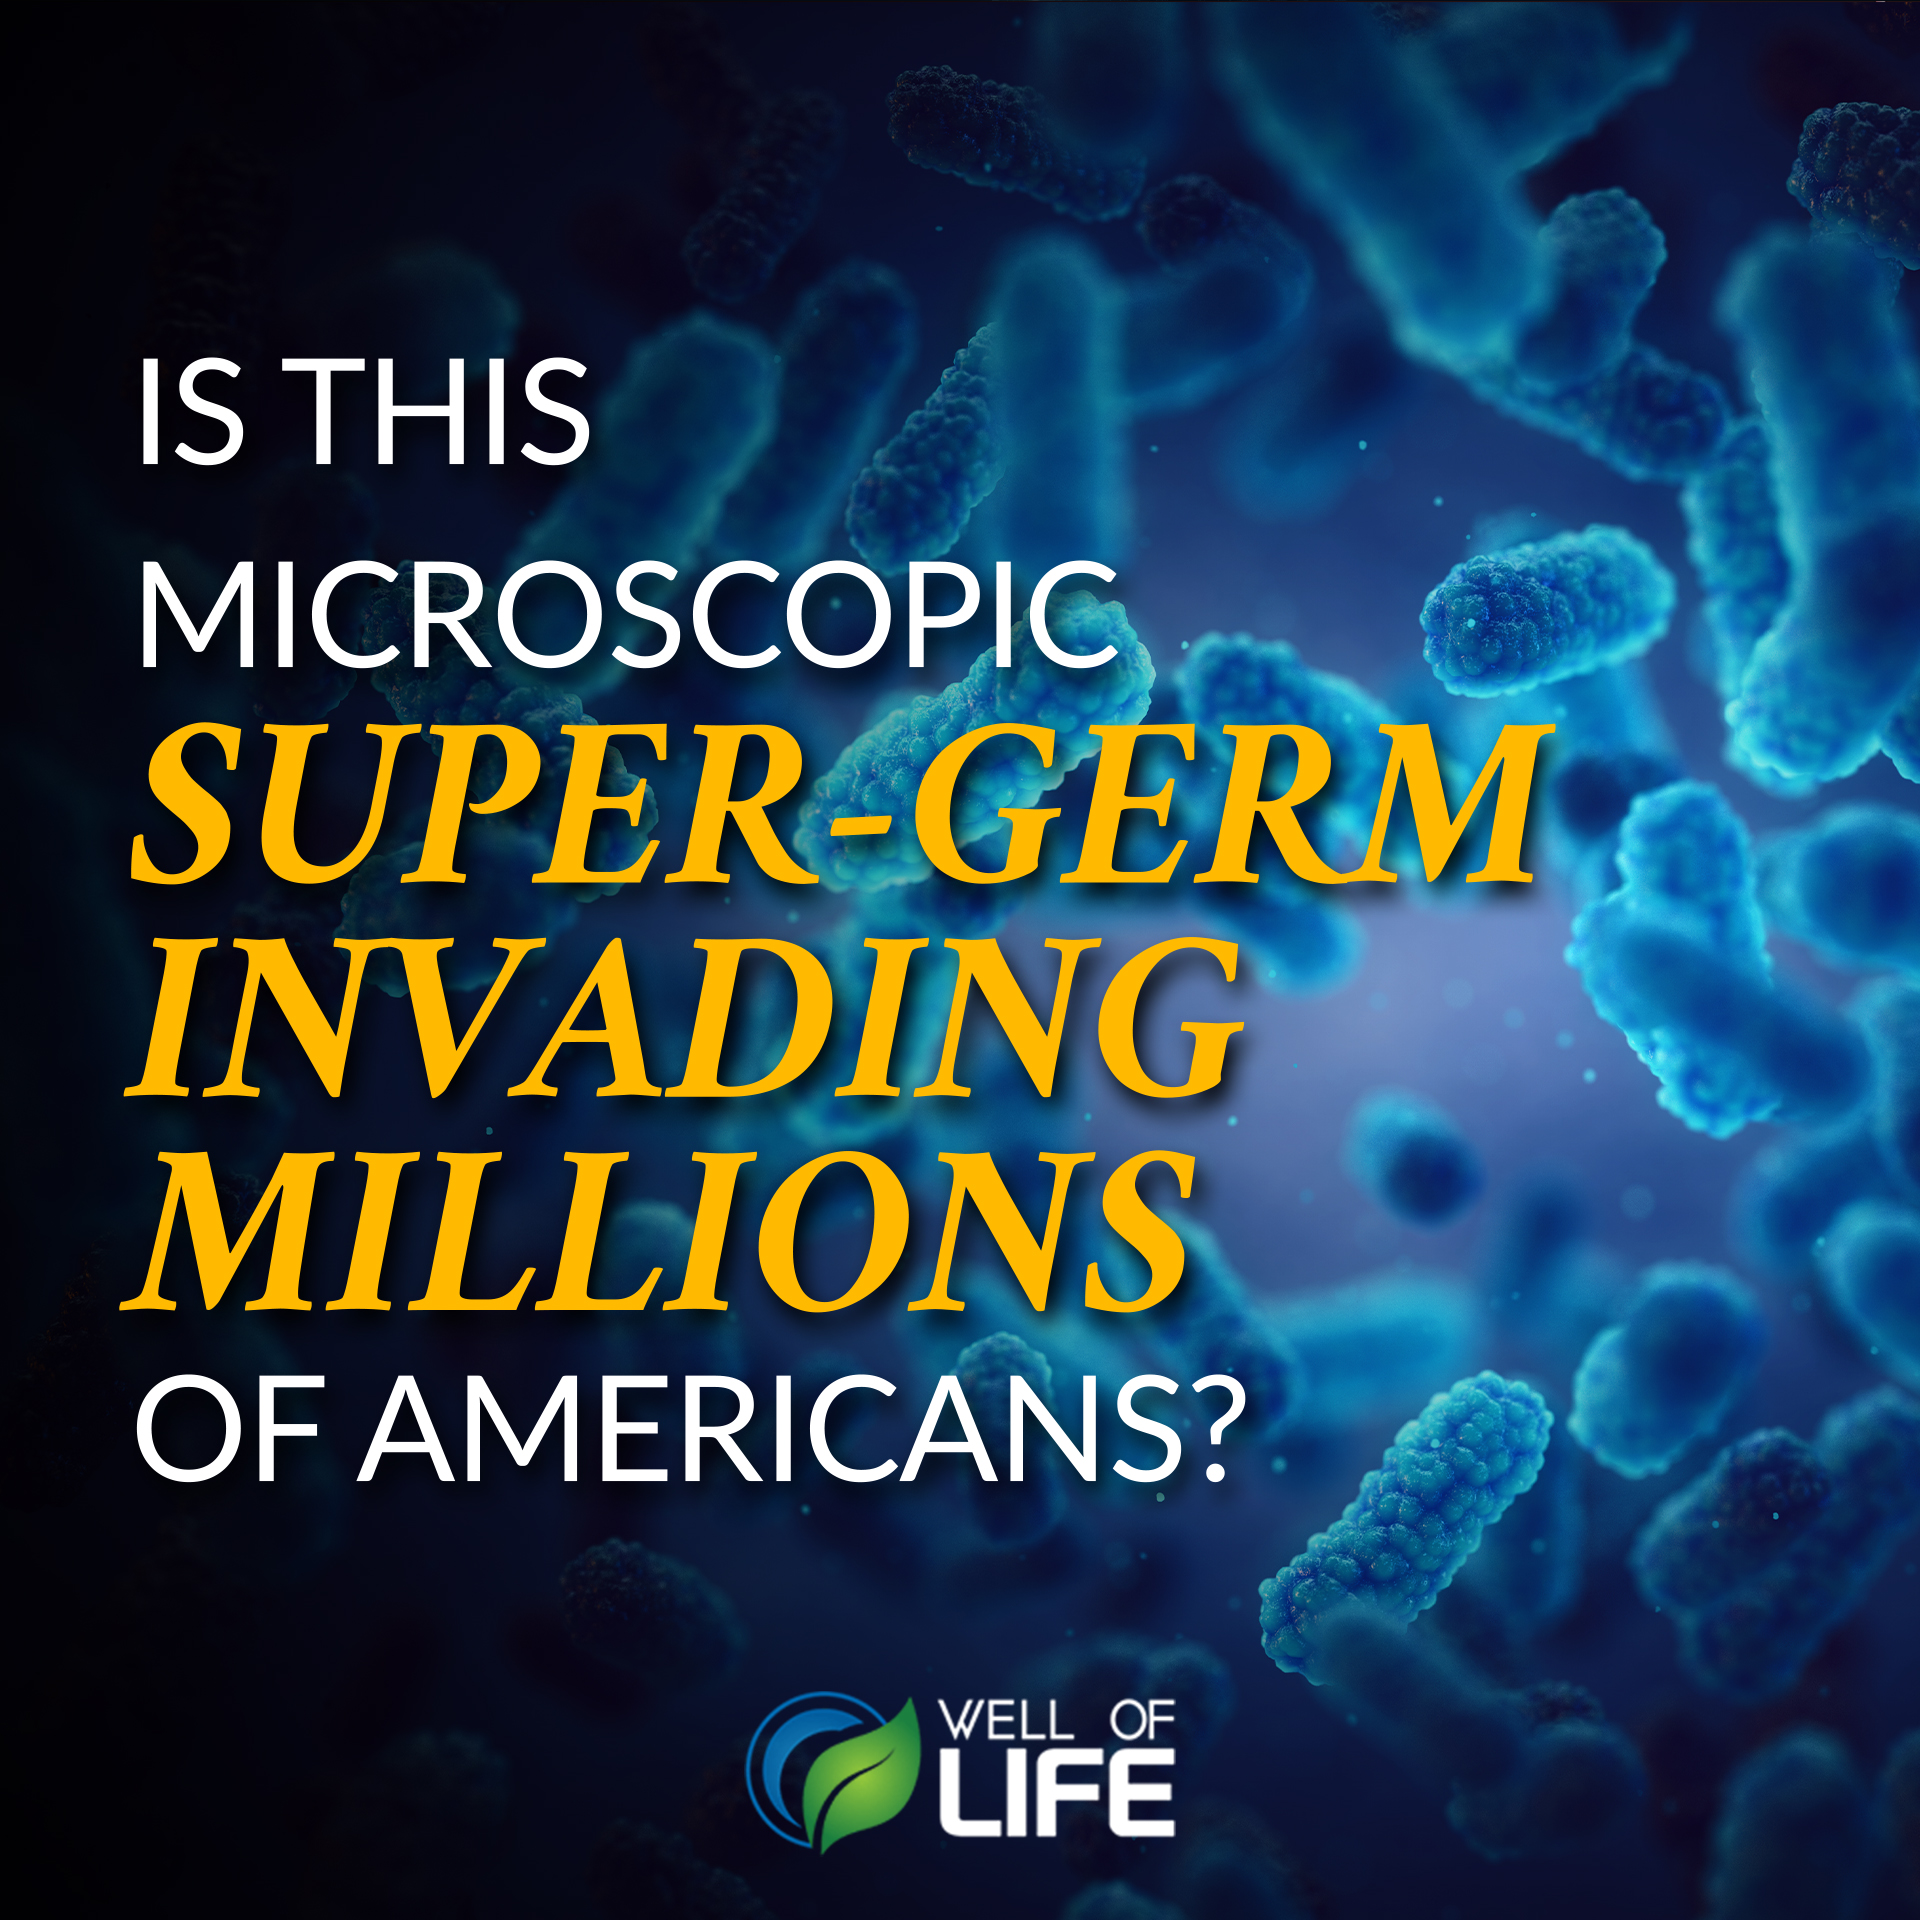 IS THIS
MICROSCOPIC
SUPER-GERM
INVADING
MILLIONS
OF AMERICANS?
WELL OF
LIFE